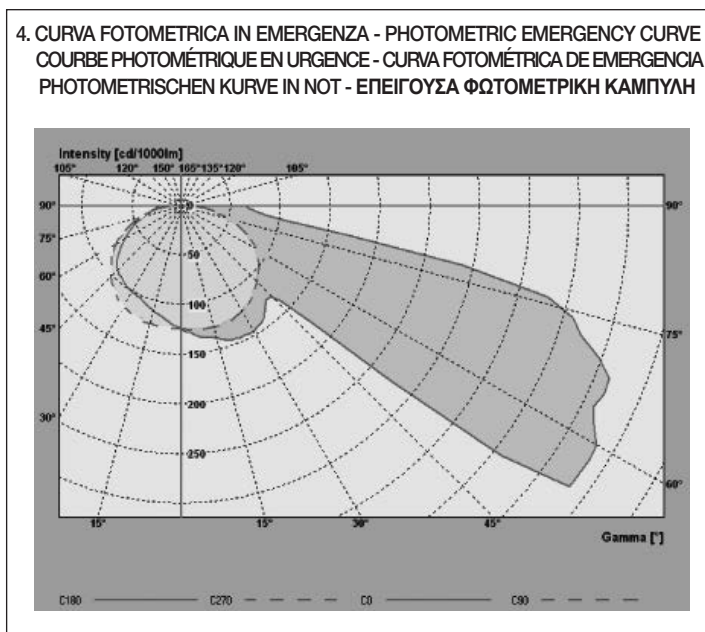 4. CURVA FOTOMETRICA IN EMERGENZA - PHOTOMETRIC EMERGENCY CURVE
COURBE PHOTOMÉTRIQUE EN URGENCE - CURVA FOTOMÉTRICA DE EMERGENCIA
PHOTOMETRISCHEN KURVE IN NOT - ΕΠΕΙΓΟΥΣΑ ΦΩΤΟΜΕΤΡΙΚΗ ΚΑΜΠΥΛΗ
Intensity [cd/1000lm]
105° 120° 150° 165° 135° 120° 105°
90° 0 90°
75°
50
60°
100
45° 75°
150
200
30°
250
60°
15° 15° 30° 45°
Gamma [°]
C180 C270 C0 C90